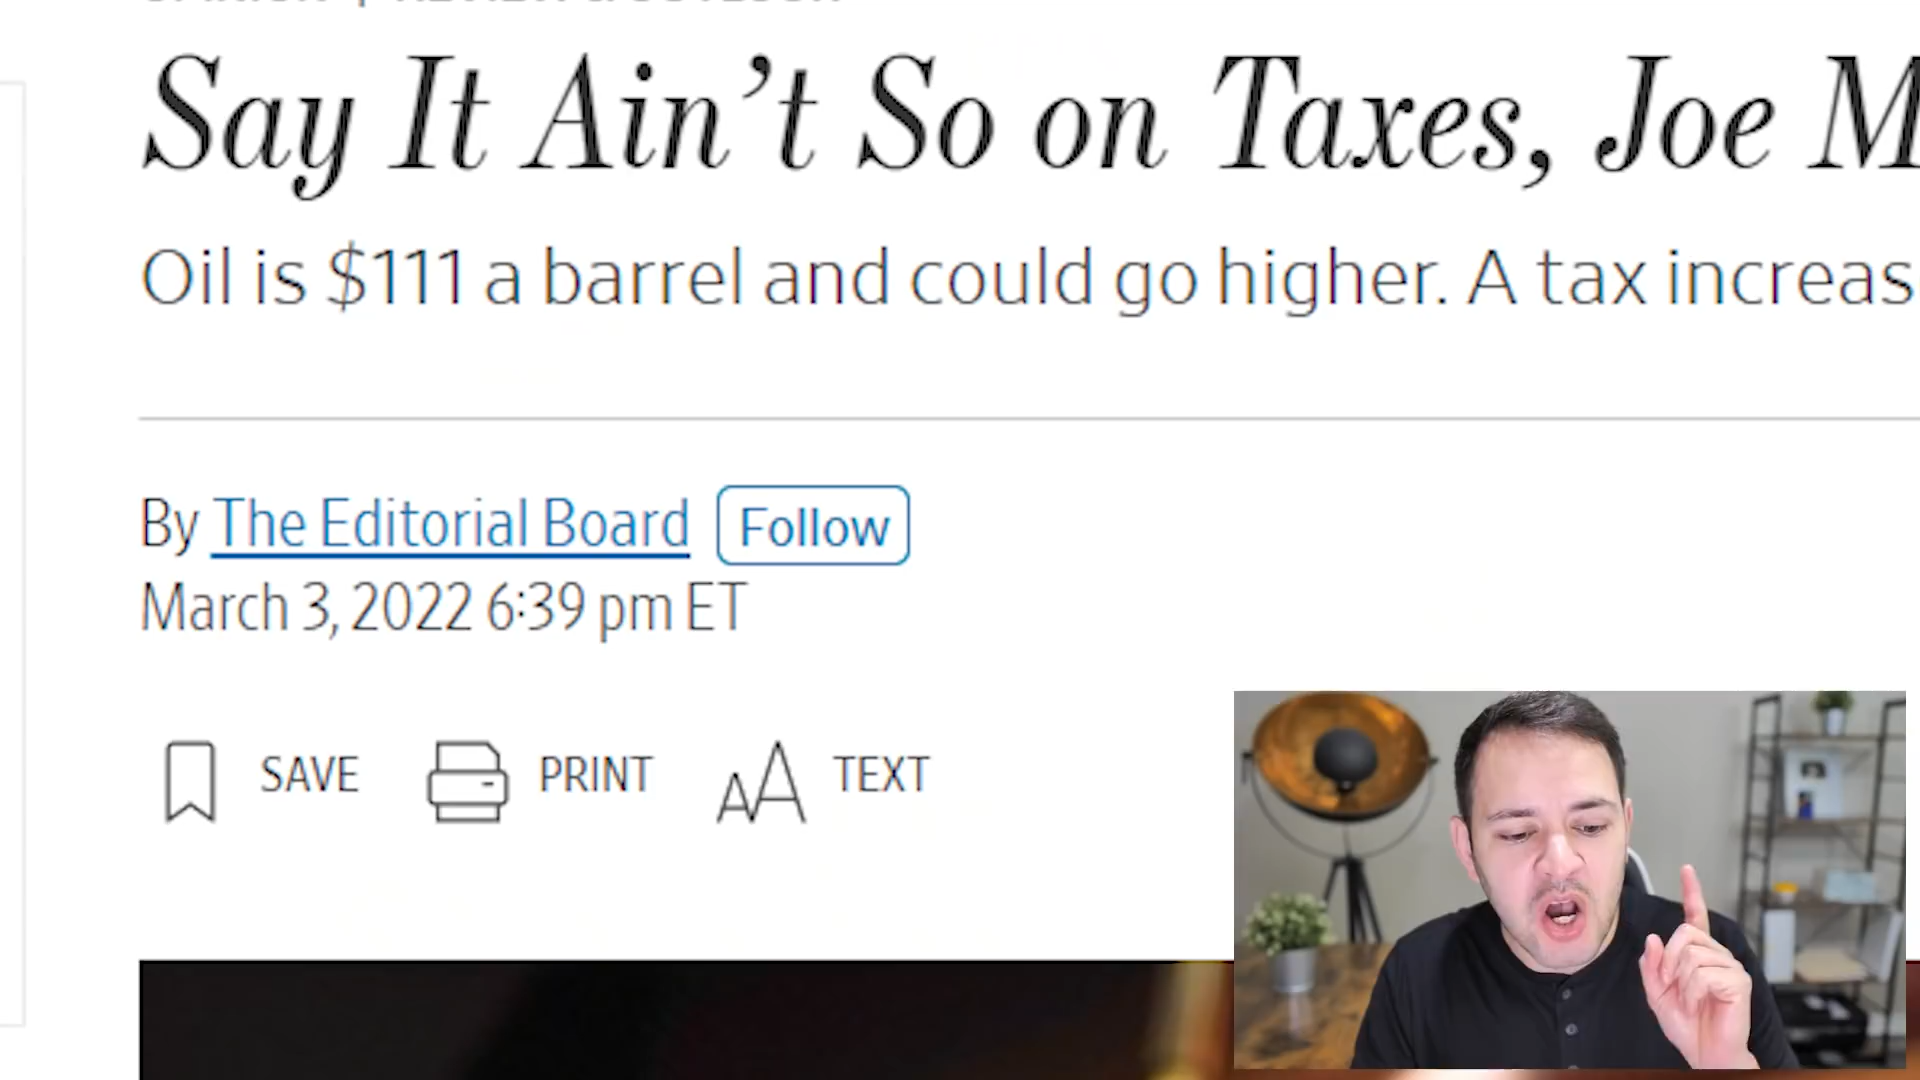 Say It Ain't So on Taxes, Joe M
Oil is $111 a barrel and could go higher. A tax increas
By The Editorial Board Follow
March 3, 2022 6:39 pm ET
SAVE PRINT TEXT